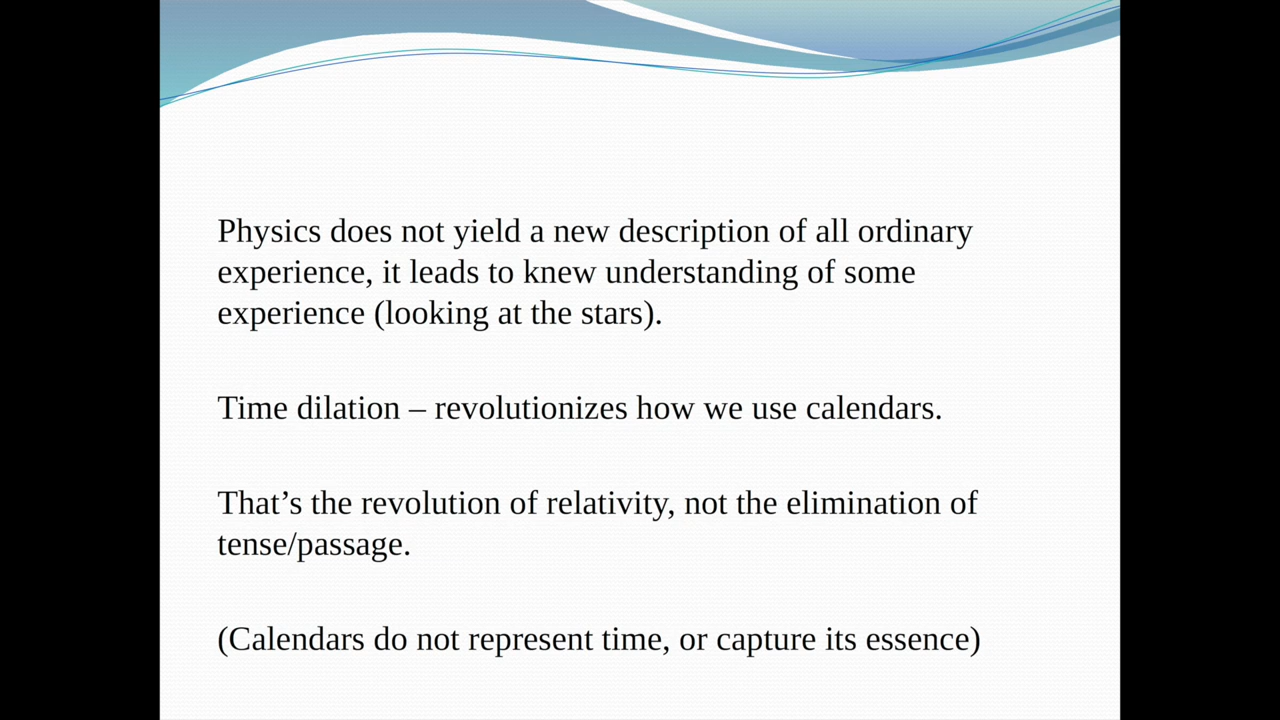 Physics does not yield a new description of all ordinary
experience, it leads to knew understanding of some
experience (looking at the stars).
Time dilation – revolutionizes how we use calendars.
That’s the revolution of relativity, not the elimination of
tense/passage.
(Calendars do not represent time, or capture its essence)